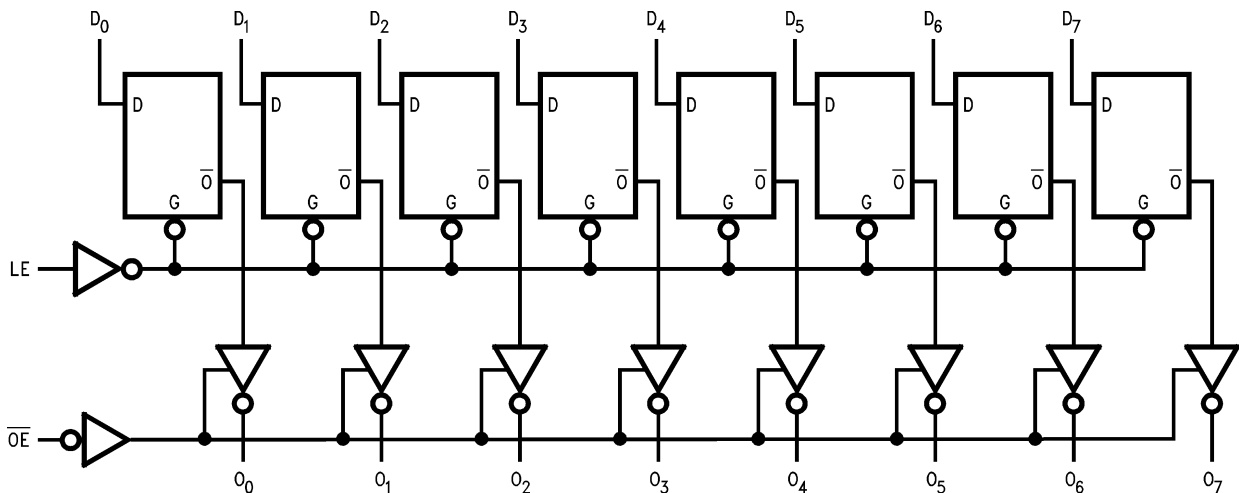 D0 D1 D2 D3 D4 D5 D6 D7
D D D D D D D D
O̅ O̅ O̅ O̅ O̅ O̅ O̅ O̅
G G G G G G G G
LE
O̅E̅
O0 O1 O2 O3 O4 O5 O6 O7